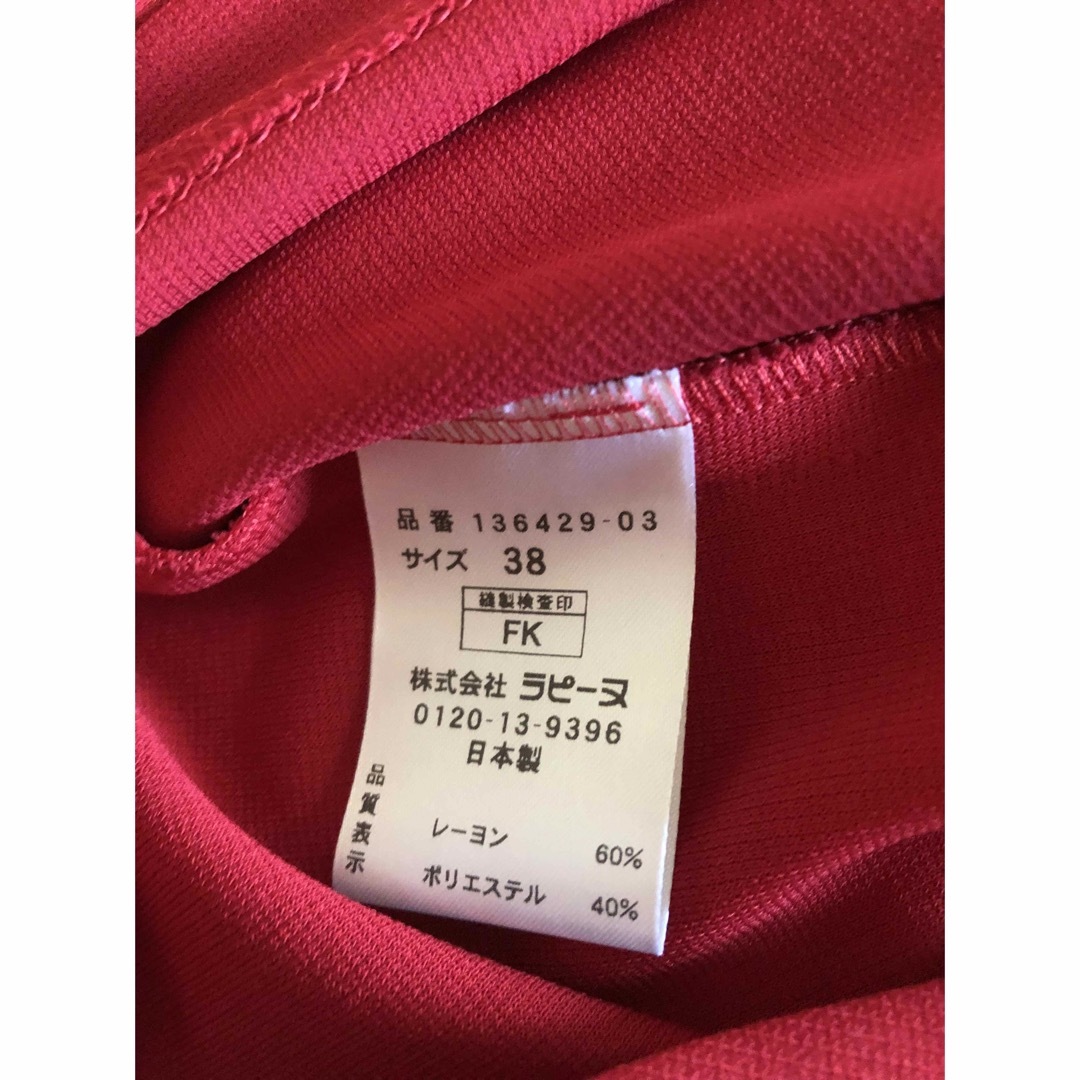 品番 136429-03
サイズ 38
縫製検査印
FK
株式会社 ラピーヌ
0120-13-9396
日本製
品質表示
レーヨン 60%
ポリエステル 40%